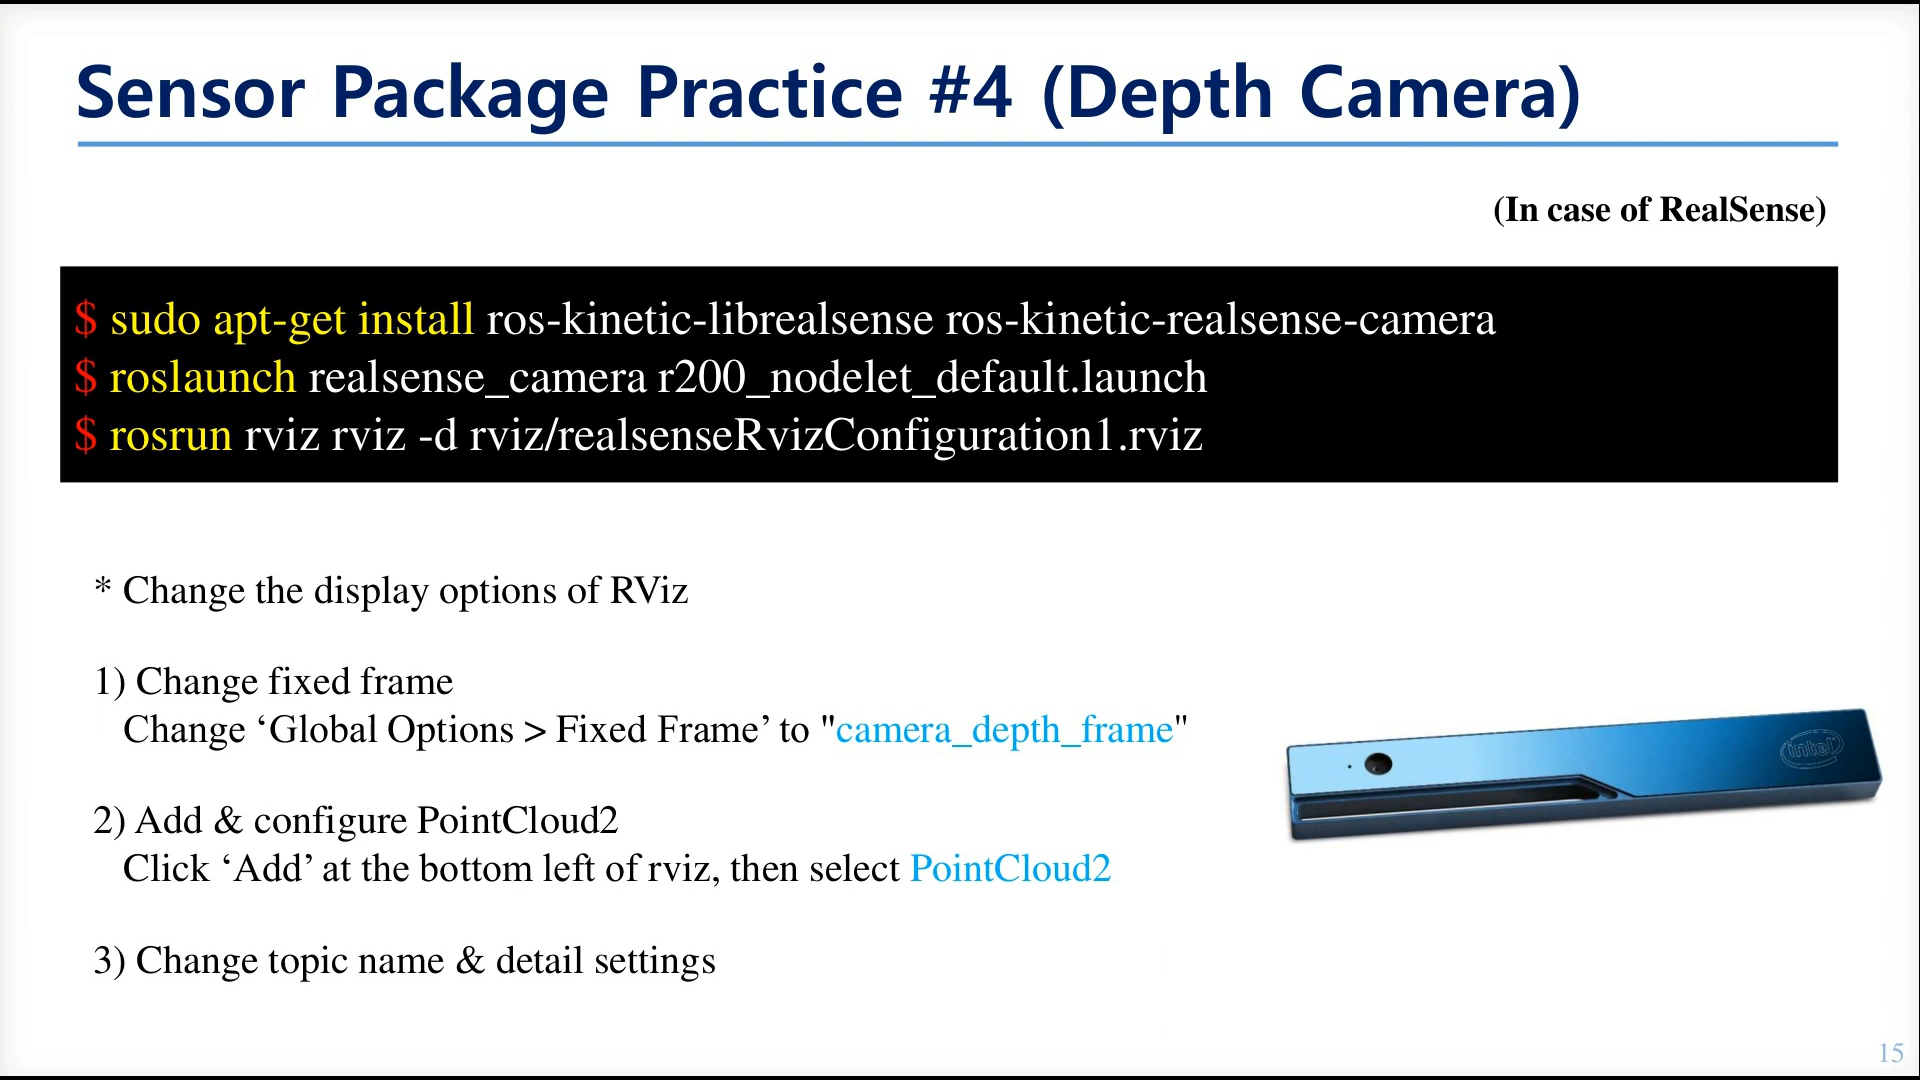 Sensor Package Practice #4 (Depth Camera)
(In case of RealSense)
$ sudo apt-get install ros-kinetic-librealsense ros-kinetic-realsense-camera
$ roslaunch realsense_camera r200_nodelet_default.launch
$ rosrun rviz rviz -d rviz/realsenseRvizConfiguration1.rviz
* Change the display options of RViz
1) Change fixed frame
Change ‘Global Options > Fixed Frame’ to "camera_depth_frame"
intel
2) Add & configure PointCloud2
Click ‘Add’ at the bottom left of rviz, then select PointCloud2
3) Change topic name & detail settings
15